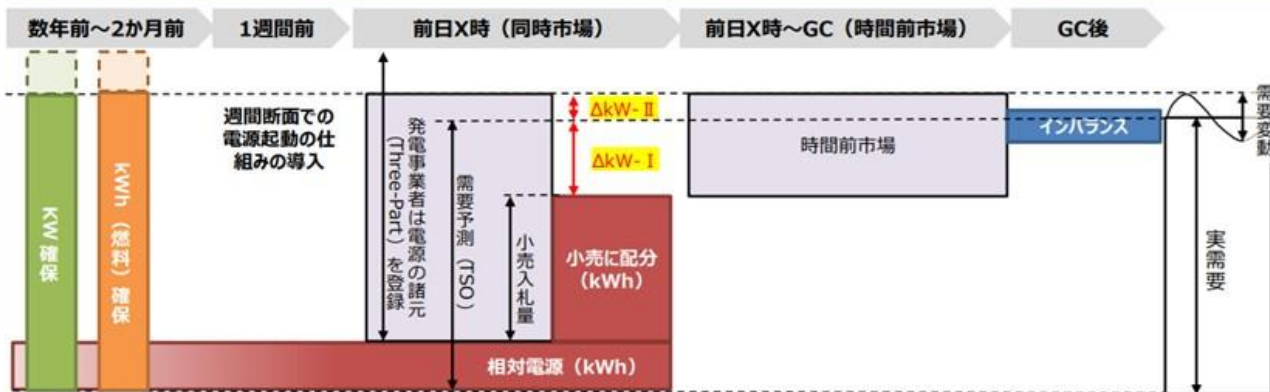 数年前～2か月前
1週間前
前日X時（同時市場）
前日X時～GC（時間前市場）
GC後
KW 確保
kWh （燃料）確保
週間断面での
電源起動の仕
組みの導入
発電事業者は電源の諸元
(Three-Part）を登録
需要予測（TSO）
小売入札量
ΔkW-Ⅱ
ΔkW-Ⅰ
小売に配分
（kWh）
相対電源（kWh）
時間前市場
インバランス
需要変動
実需要